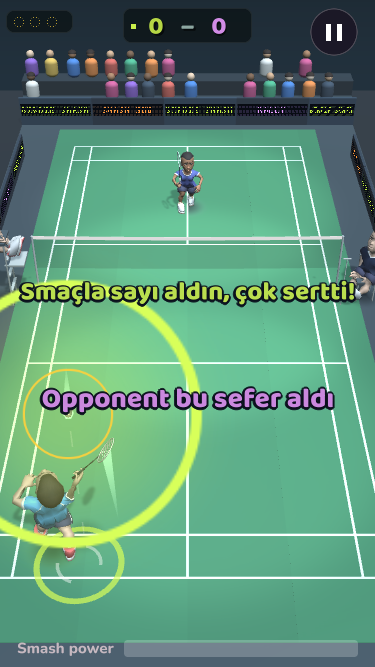 0 – 0
Smaçla sayı aldın, çok sertti!
Opponent bu sefer aldı
Smash power